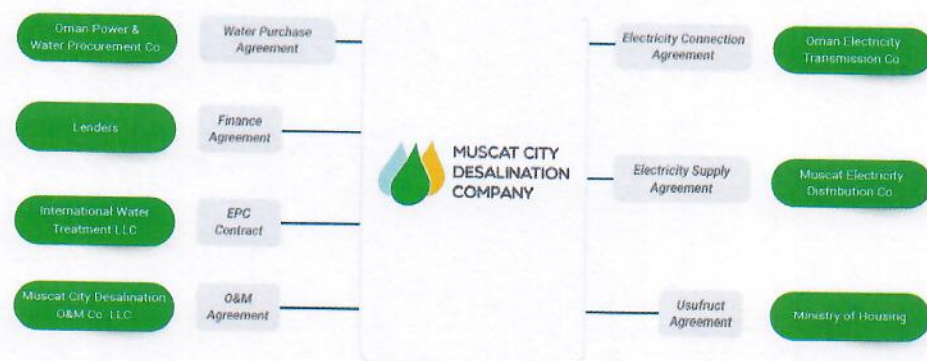 Oman Power &
Water Procurement Co
Water Purchase
Agreement
Electricity Connection
Agreement
Oman Electricity
Transmission Co
Lenders
Finance
Agreement
MUSCAT CITY
DESALINATION
COMPANY
Electricity Supply
Agreement
Muscat Electricity
Distribution Co
International Water
Treatment LLC
EPC
Contract
Muscat City Desalination
O&M Co. LLC
O&M
Agreement
Usufruct
Agreement
Ministry of Housing